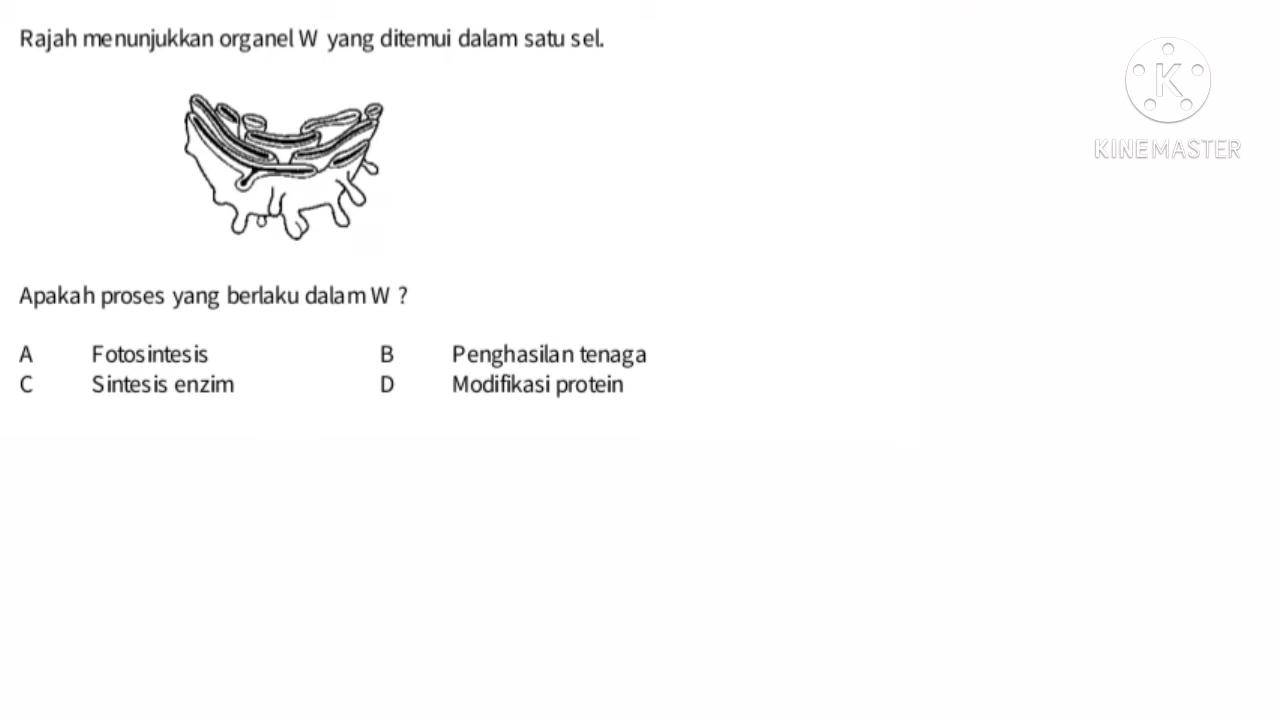 Rajah menunjukkan organel W yang ditemui dalam satu sel.
K
KINEMASTER
Apakah proses yang berlaku dalam W ?
A Fotosintesis B Penghasilan tenaga
C Sintesis enzim D Modifikasi protein